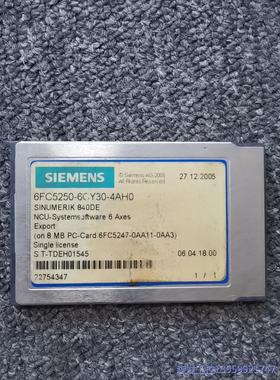 SIEMENS
© Siemens AG 2005
All Rights Reserved
27.12.2005
6FC5250-6CY30-4AH0
SINUMERIK 840DE
NCU-Systemsoftware 6 Axes
Export
(on 8 MB PC-Card 6FC5247-0AA11-0AA3)
Single license
S T-TDEH01545
06.04.18.00
22754347
1 / 1